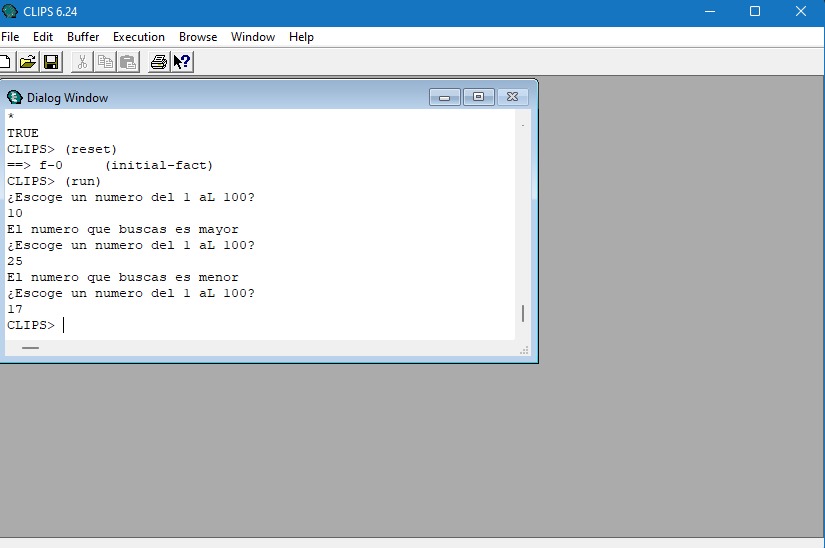 CLIPS 6.24
File Edit Buffer Execution Browse Window Help
Dialog Window
*
TRUE
CLIPS> (reset)
==> f-0 (initial-fact)
CLIPS> (run)
¿Escoge un numero del 1 aL 100?
10
El numero que buscas es mayor
¿Escoge un numero del 1 aL 100?
25
El numero que buscas es menor
¿Escoge un numero del 1 aL 100?
17
CLIPS>